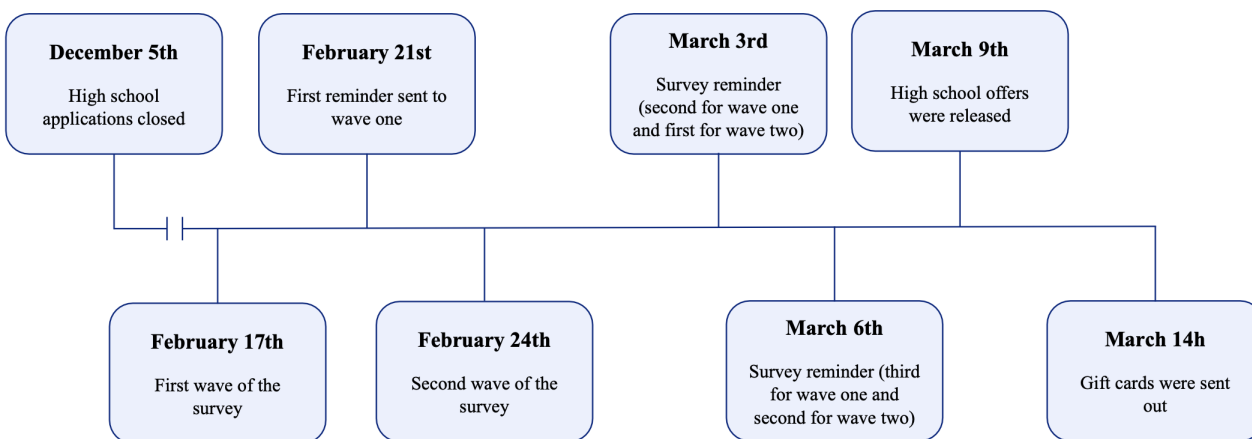 December 5th
High school
applications closed
February 21st
First reminder sent to
wave one
March 3rd
Survey reminder
(second for wave one
and first for wave two)
March 9th
High school offers
were released
February 17th
First wave of the
survey
February 24th
Second wave of the
survey
March 6th
Survey reminder (third
for wave one and
second for wave two)
March 14h
Gift cards were sent
out